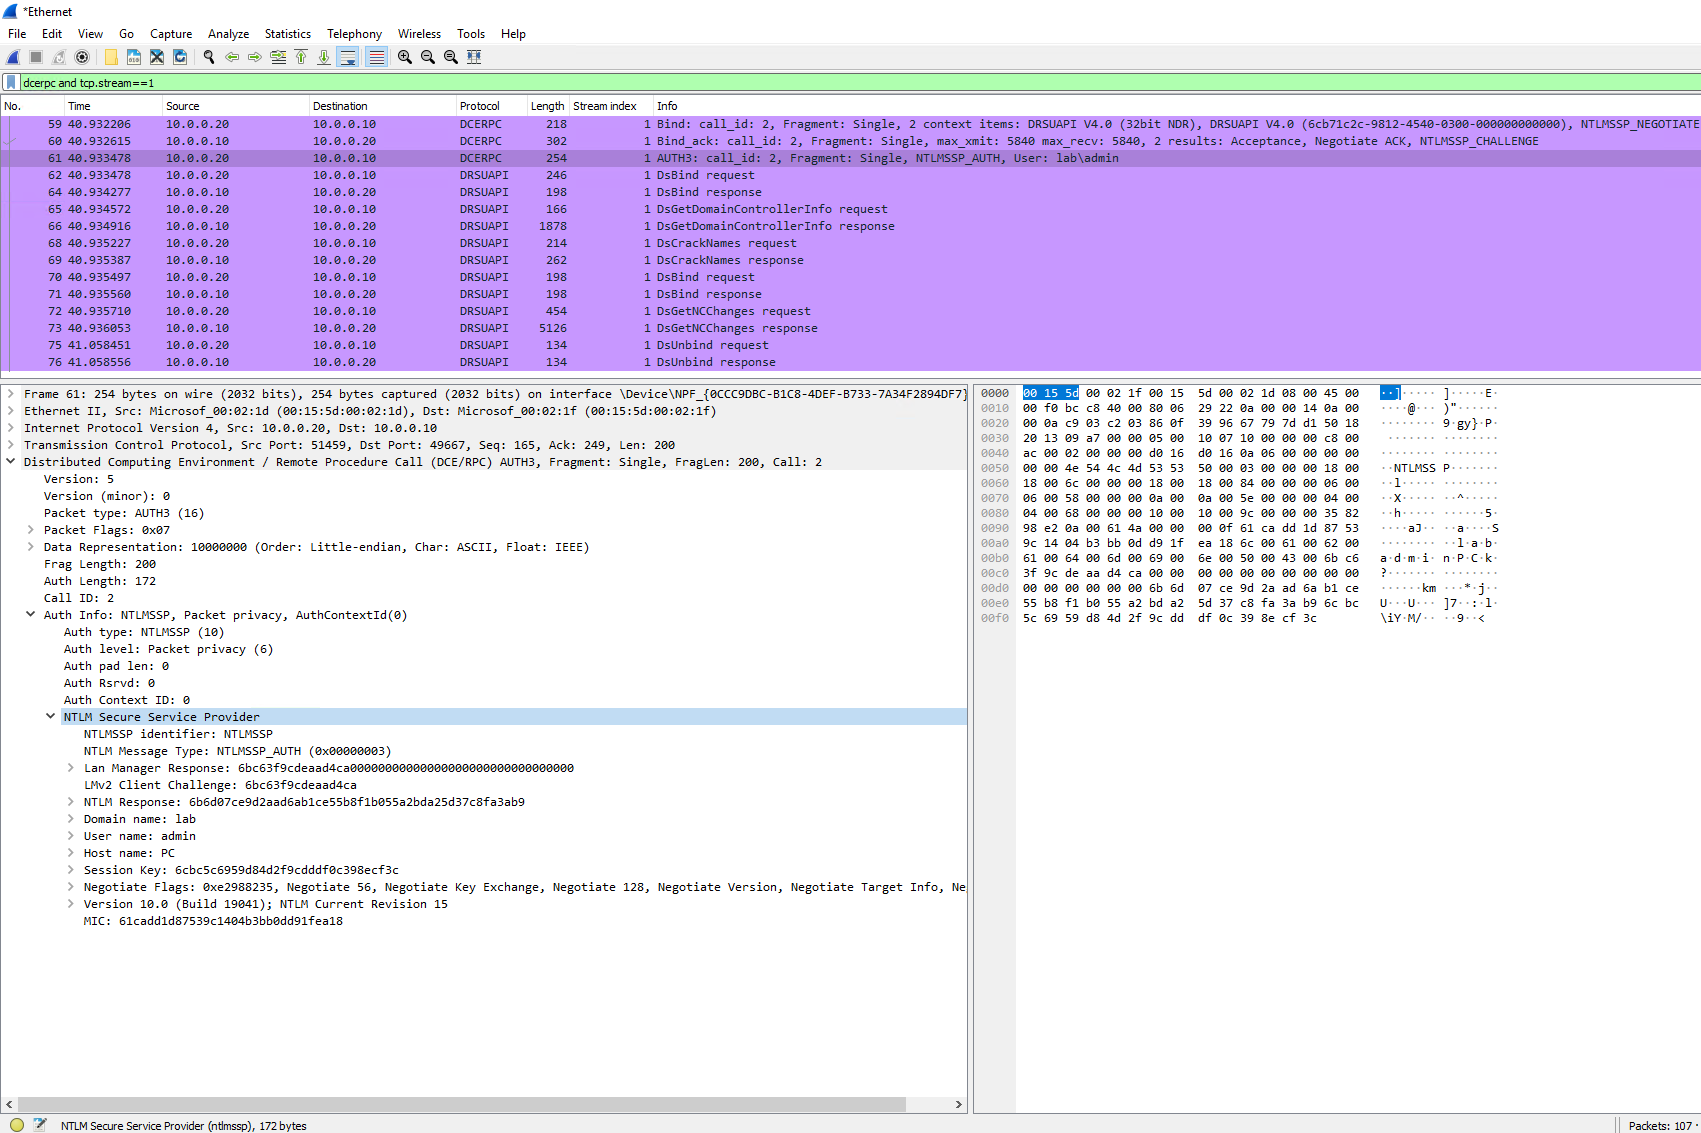 *Ethernet
File Edit View Go Capture Analyze Statistics Telephony Wireless Tools Help
dcerpc and tcp.stream==1
No. Time Source Destination Protocol Length Stream index Info
59 40.932206 10.0.0.20 10.0.0.10 DCERPC 218 1 Bind: call_id: 2, Fragment: Single, 2 context items: DRSUAPI V4.0 (32bit NDR), DRSUAPI V4.0 (6cb71c2c-9812-4540-0300-000000000000), NTLMSSP_NEGOTIATE
60 40.932615 10.0.0.10 10.0.0.20 DCERPC 302 1 Bind_ack: call_id: 2, Fragment: Single, max_xmit: 5840 max_recv: 5840, 2 results: Acceptance, Negotiate ACK, NTLMSSP_CHALLENGE
61 40.933478 10.0.0.20 10.0.0.10 DCERPC 254 1 AUTH3: call_id: 2, Fragment: Single, NTLMSSP_AUTH, User: lab\admin
62 40.933478 10.0.0.20 10.0.0.10 DRSUAPI 246 1 DsBind request
64 40.934277 10.0.0.10 10.0.0.20 DRSUAPI 198 1 DsBind response
65 40.934572 10.0.0.20 10.0.0.10 DRSUAPI 166 1 DsGetDomainControllerInfo request
66 40.934916 10.0.0.10 10.0.0.20 DRSUAPI 1878 1 DsGetDomainControllerInfo response
68 40.935227 10.0.0.20 10.0.0.10 DRSUAPI 214 1 DsCrackNames request
69 40.935387 10.0.0.10 10.0.0.20 DRSUAPI 262 1 DsCrackNames response
70 40.935497 10.0.0.20 10.0.0.10 DRSUAPI 198 1 DsBind request
71 40.935560 10.0.0.10 10.0.0.20 DRSUAPI 198 1 DsBind response
72 40.935710 10.0.0.20 10.0.0.10 DRSUAPI 454 1 DsGetNCChanges request
73 40.936053 10.0.0.10 10.0.0.20 DRSUAPI 5126 1 DsGetNCChanges response
75 41.058451 10.0.0.20 10.0.0.10 DRSUAPI 134 1 DsUnbind request
76 41.058556 10.0.0.10 10.0.0.20 DRSUAPI 134 1 DsUnbind response
Frame 61: 254 bytes on wire (2032 bits), 254 bytes captured (2032 bits) on interface \Device\NPF_{0CCC9DBC-B1C8-4DEF-B733-7A34F2894DF7}
Ethernet II, Src: Microsof_00:02:1d (00:15:5d:00:02:1d), Dst: Microsof_00:02:1f (00:15:5d:00:02:1f)
Internet Protocol Version 4, Src: 10.0.0.20, Dst: 10.0.0.10
Transmission Control Protocol, Src Port: 51459, Dst Port: 49667, Seq: 165, Ack: 249, Len: 200
Distributed Computing Environment / Remote Procedure Call (DCE/RPC) AUTH3, Fragment: Single, FragLen: 200, Call: 2
Version: 5
Version (minor): 0
Packet type: AUTH3 (16)
Packet Flags: 0x07
Data Representation: 10000000 (Order: Little-endian, Char: ASCII, Float: IEEE)
Frag Length: 200
Auth Length: 172
Call ID: 2
Auth Info: NTLMSSP, Packet privacy, AuthContextId(0)
Auth type: NTLMSSP (10)
Auth level: Packet privacy (6)
Auth pad len: 0
Auth Rsrvd: 0
Auth Context ID: 0
NTLM Secure Service Provider
NTLMSSP identifier: NTLMSSP
NTLM Message Type: NTLMSSP_AUTH (0x00000003)
Lan Manager Response: 6bc63f9cdeaad4ca00000000000000000000000000000000
LMv2 Client Challenge: 6bc63f9cdeaad4ca
NTLM Response: 6b6d07ce9d2aad6ab1ce55b8f1b055a2bda25d37c8fa3ab9
Domain name: lab
User name: admin
Host name: PC
Session Key: 6cbc5c6959d84d2f9cdddf0c398ecf3c
Negotiate Flags: 0xe2988235, Negotiate 56, Negotiate Key Exchange, Negotiate 128, Negotiate Version, Negotiate Target Info, Ne
Version 10.0 (Build 19041); NTLM Current Revision 15
MIC: 61cadd1d87539c1404b3bb0dd91fea18
0000 00 15 5d 00 02 1f 00 15 5d 00 02 1d 08 00 45 00 ··]····· ]·····E·
0010 00 f0 bc c8 40 00 80 06 29 22 0a 00 00 14 0a 00 ····@··· )"······
0020 00 0a c9 03 c2 03 86 0f 39 96 67 79 7d d1 50 18 ········ 9·gy}·P·
0030 20 13 09 a7 00 00 05 00 10 07 10 00 00 00 c8 00 ········ ········
0040 ac 00 02 00 00 00 d0 16 d0 16 0a 06 00 00 00 00 ········ ········
0050 00 00 4e 54 4c 4d 53 53 50 00 03 00 00 00 18 00 ··NTLMSS P·······
0060 18 00 6c 00 00 00 18 00 18 00 84 00 00 00 06 00 ··l····· ········
0070 06 00 58 00 00 00 0a 00 0a 00 5e 00 00 00 04 00 ··X····· ··^·····
0080 04 00 68 00 00 00 10 00 10 00 9c 00 00 00 35 82 ··h····· ······5·
0090 98 e2 0a 00 61 4a 00 00 00 0f 61 ca dd 1d 87 53 ····aJ·· ··a····S
00a0 9c 14 04 b3 bb 0d d9 1f ea 18 6c 00 61 00 62 00 ········ ··l·a·b·
00b0 61 00 64 00 6d 00 69 00 6e 00 50 00 43 00 6b c6 a·d·m·i· n·P·C·k·
00c0 3f 9c de aa d4 ca 00 00 00 00 00 00 00 00 00 00 ?······· ········
00d0 00 00 00 00 00 00 6b 6d 07 ce 9d 2a ad 6a b1 ce ······km ···*·j··
00e0 55 b8 f1 b0 55 a2 bd a2 5d 37 c8 fa 3a b9 6c bc U···U··· ]7··:·l·
00f0 5c 69 59 d8 4d 2f 9c dd df 0c 39 8e cf 3c \iY·M/·· ··9··<
NTLM Secure Service Provider (ntlmssp), 172 bytes
Packets: 107 ·